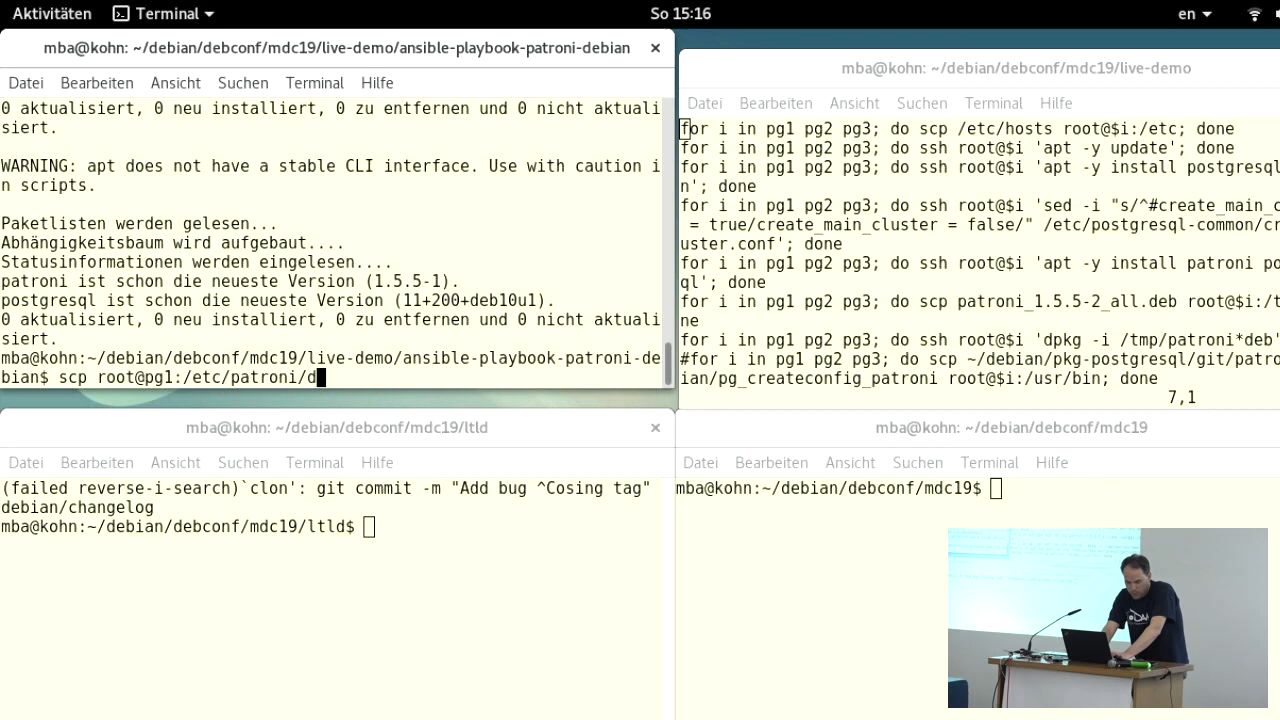 Aktivitäten Terminal So 15:16 en
mba@kohn: ~/debian/debconf/mdc19/live-demo/ansible-playbook-patroni-debian ×
Datei Bearbeiten Ansicht Suchen Terminal Hilfe
0 aktualisiert, 0 neu installiert, 0 zu entfernen und 0 nicht aktuali
siert.
WARNING: apt does not have a stable CLI interface. Use with caution i
n scripts.
Paketlisten werden gelesen...
Abhängigkeitsbaum wird aufgebaut....
Statusinformationen werden eingelesen....
patroni ist schon die neueste Version (1.5.5-1).
postgresql ist schon die neueste Version (11+200+deb10u1).
0 aktualisiert, 0 neu installiert, 0 zu entfernen und 0 nicht aktuali
siert.
mba@kohn:~/debian/debconf/mdc19/live-demo/ansible-playbook-patroni-de
bian$ scp root@pg1:/etc/patroni/d
mba@kohn: ~/debian/debconf/mdc19/live-demo
Datei Bearbeiten Ansicht Suchen Terminal Hilfe
for i in pg1 pg2 pg3; do scp /etc/hosts root@$i:/etc; done
for i in pg1 pg2 pg3; do ssh root@$i 'apt -y update'; done
for i in pg1 pg2 pg3; do ssh root@$i 'apt -y install postgresql
n'; done
for i in pg1 pg2 pg3; do ssh root@$i 'sed -i "s/^#create_main_c
= true/create_main_cluster = false/" /etc/postgresql-common/cr
uster.conf'; done
for i in pg1 pg2 pg3; do ssh root@$i 'apt -y install patroni po
ql'; done
for i in pg1 pg2 pg3; do scp patroni_1.5.5-2_all.deb root@$i:/t
ne
for i in pg1 pg2 pg3; do ssh root@$i 'dpkg -i /tmp/patroni*deb'
#for i in pg1 pg2 pg3; do scp ~/debian/pkg-postgresql/git/patro
ian/pg_createconfig_patroni root@$i:/usr/bin; done
7,1
mba@kohn: ~/debian/debconf/mdc19/ltld ×
Datei Bearbeiten Ansicht Suchen Terminal Hilfe
(failed reverse-i-search)`clon': git commit -m "Add bug ^Cosing tag"
debian/changelog
mba@kohn:~/debian/debconf/mdc19/ltld$
mba@kohn: ~/debian/debconf/mdc19
Datei Bearbeiten Ansicht Suchen Terminal Hilfe
mba@kohn:~/debian/debconf/mdc19$